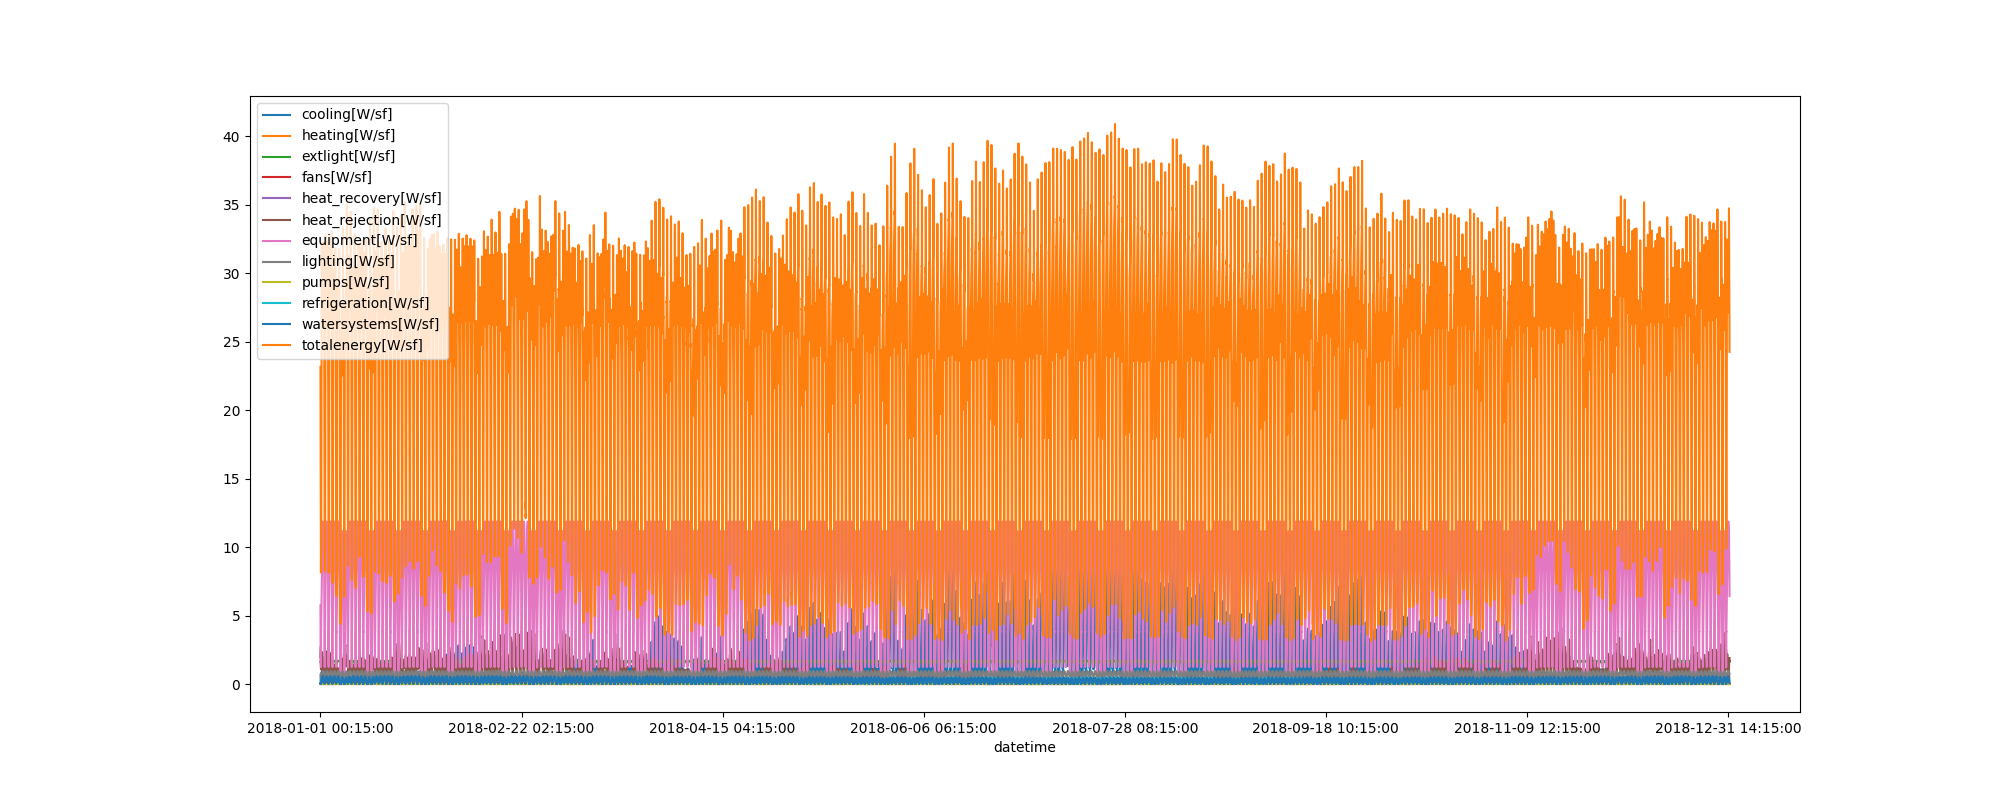 cooling[W/sf]
heating[W/sf]
extlight[W/sf]
fans[W/sf]
heat_recovery[W/sf]
heat_rejection[W/sf]
equipment[W/sf]
lighting[W/sf]
pumps[W/sf]
refrigeration[W/sf]
watersystems[W/sf]
totalenergy[W/sf]
40
35
30
25
20
15
10
5
0
2018-01-01 00:15:00 2018-02-22 02:15:00 2018-04-15 04:15:00 2018-06-06 06:15:00 2018-07-28 08:15:00 2018-09-18 10:15:00 2018-11-09 12:15:00 2018-12-31 14:15:00
datetime